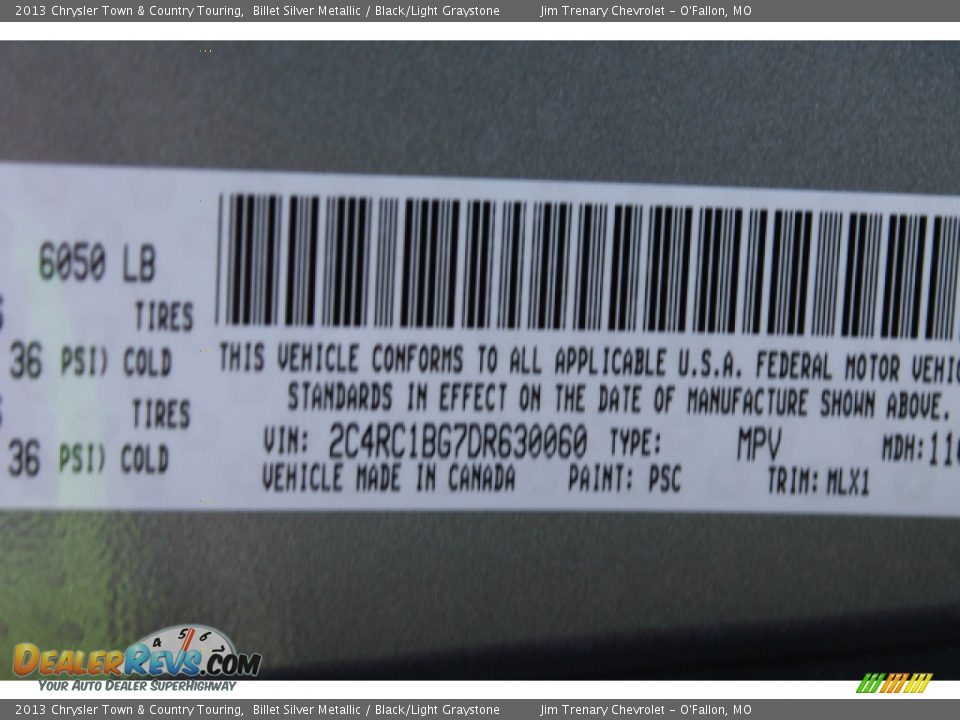 2013 Chrysler Town & Country Touring, Billet Silver Metallic / Black/Light Graystone Jim Trenary Chevrolet - O'Fallon, MO
6050 LB
TIRES
36 PSI) COLD
TIRES
36 PSI) COLD
THIS VEHICLE CONFORMS TO ALL APPLICABLE U.S.A. FEDERAL MOTOR
STANDARDS IN EFFECT ON THE DATE OF MANUFACTURE SHOWN ABOVE.
VIN: 2C4RC1BG7DR630060 TYPE: MPV MDH:
VEHICLE MADE IN CANADA PAINT: PSC TRIM: MLX1
4 5 6
DEALERREVS.COM
YOUR AUTO DEALER SUPERHIGHWAY
2013 Chrysler Town & Country Touring, Billet Silver Metallic / Black/Light Graystone Jim Trenary Chevrolet - O'Fallon, MO